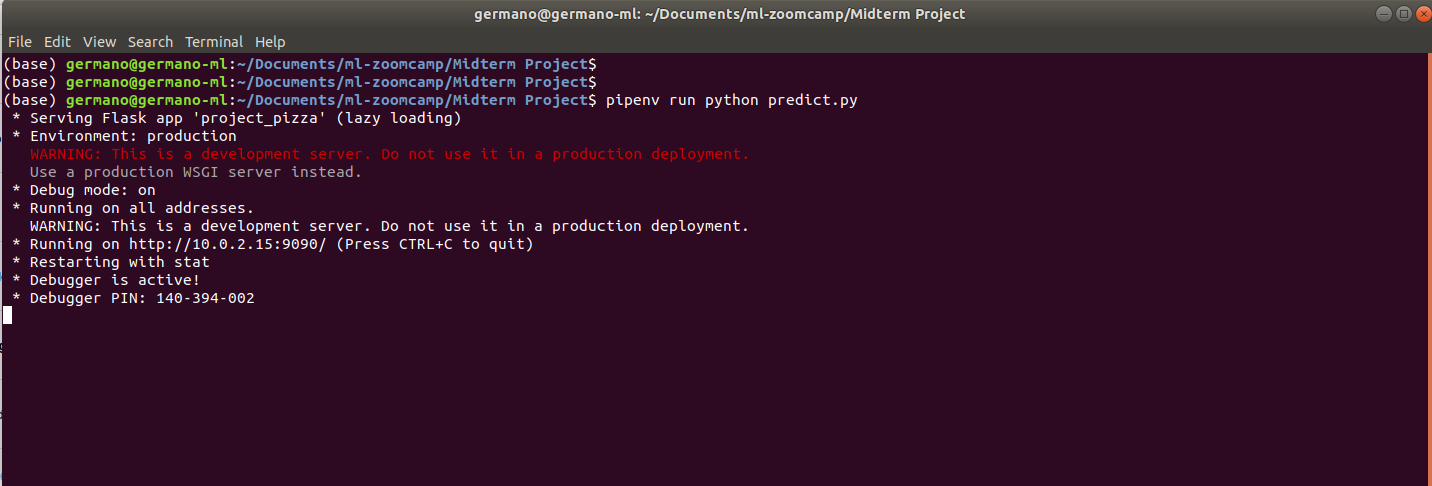 germano@germano-ml: ~/Documents/ml-zoomcamp/Midterm Project
File Edit View Search Terminal Help
(base) germano@germano-ml:~/Documents/ml-zoomcamp/Midterm Project$
(base) germano@germano-ml:~/Documents/ml-zoomcamp/Midterm Project$
(base) germano@germano-ml:~/Documents/ml-zoomcamp/Midterm Project$ pipenv run python predict.py
* Serving Flask app 'project_pizza' (lazy loading)
* Environment: production
WARNING: This is a development server. Do not use it in a production deployment.
Use a production WSGI server instead.
* Debug mode: on
* Running on all addresses.
WARNING: This is a development server. Do not use it in a production deployment.
* Running on http://10.0.2.15:9090/ (Press CTRL+C to quit)
* Restarting with stat
* Debugger is active!
* Debugger PIN: 140-394-002